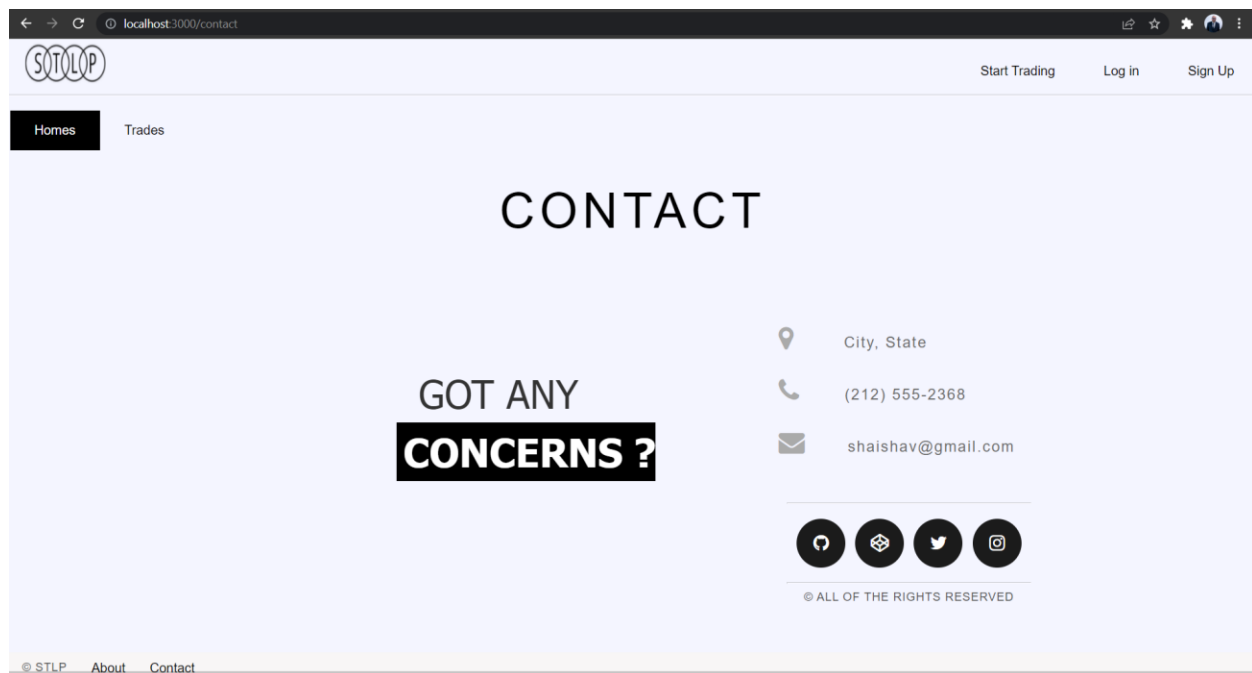 localhost:3000/contact
STLP
Start Trading Log in Sign Up
Homes Trades
CONTACT
GOT ANY
CONCERNS ?
City, State
(212) 555-2368
shaishav@gmail.com
© ALL OF THE RIGHTS RESERVED
© STLP About Contact